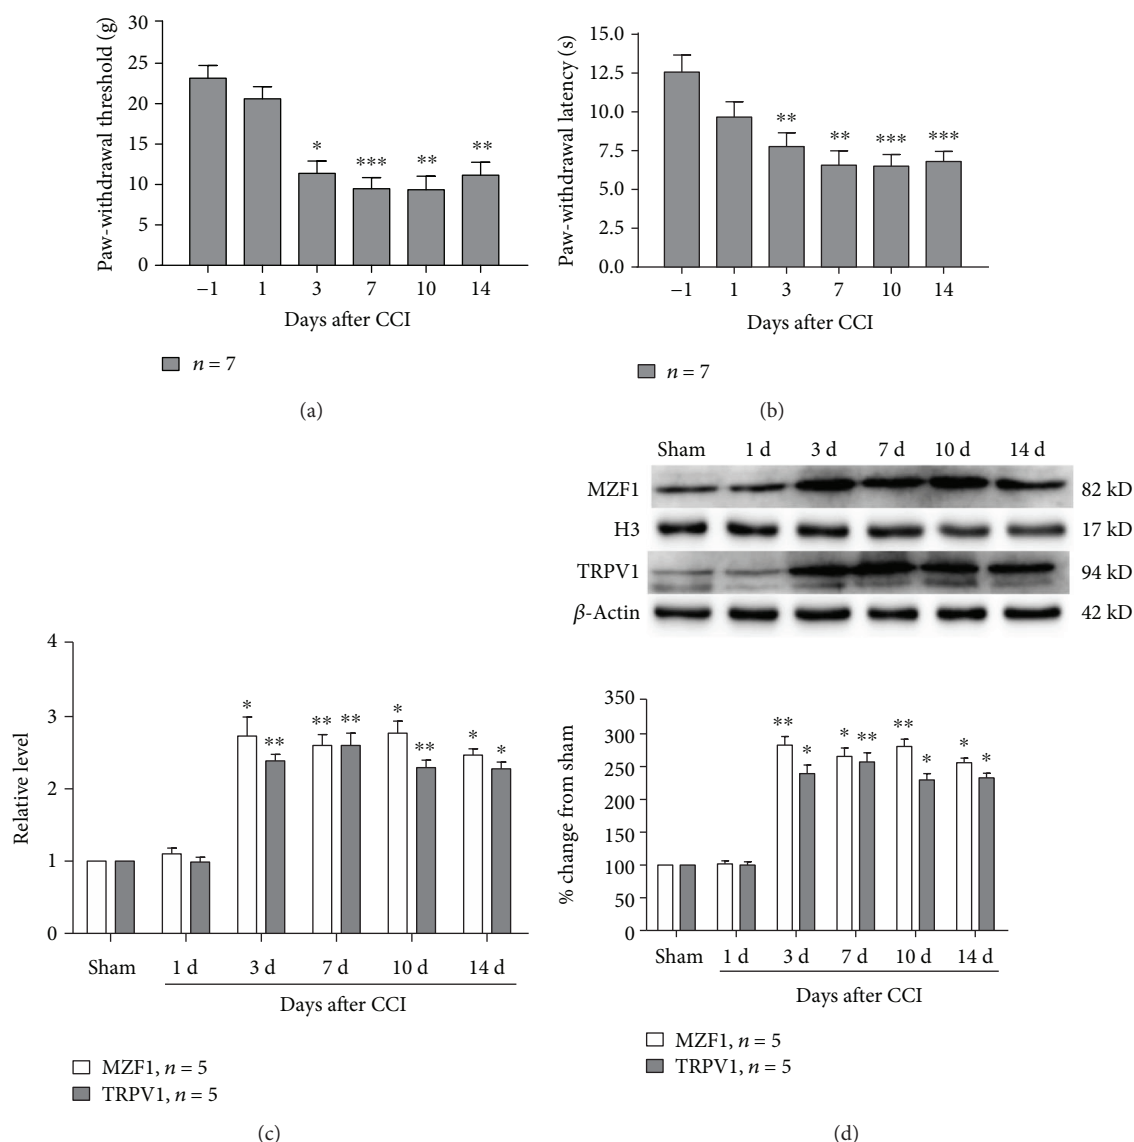 Paw-withdrawal threshold (g)
30
25
20
15
10
5
0
* *** ** **
−1 1 3 7 10 14
Days after CCI
n = 7
(a)
Paw-withdrawal latency (s)
15.0
12.5
10.0
7.5
5.0
2.5
0.0
** ** *** ***
−1 1 3 7 10 14
Days after CCI
n = 7
(b)
Relative level
4
3
2
1
0
* ** ** ** * ** * *
Sham 1 d 3 d 7 d 10 d 14 d
Days after CCI
MZF1, n = 5
TRPV1, n = 5
(c)
Sham 1 d 3 d 7 d 10 d 14 d
MZF1 82 kD
H3 17 kD
TRPV1 94 kD
β-Actin 42 kD
% change from sham
350
300
250
200
150
100
50
0
** * * ** ** * * *
Sham 1 d 3 d 7 d 10 d 14 d
Days after CCI
MZF1, n = 5
TRPV1, n = 5
(d)